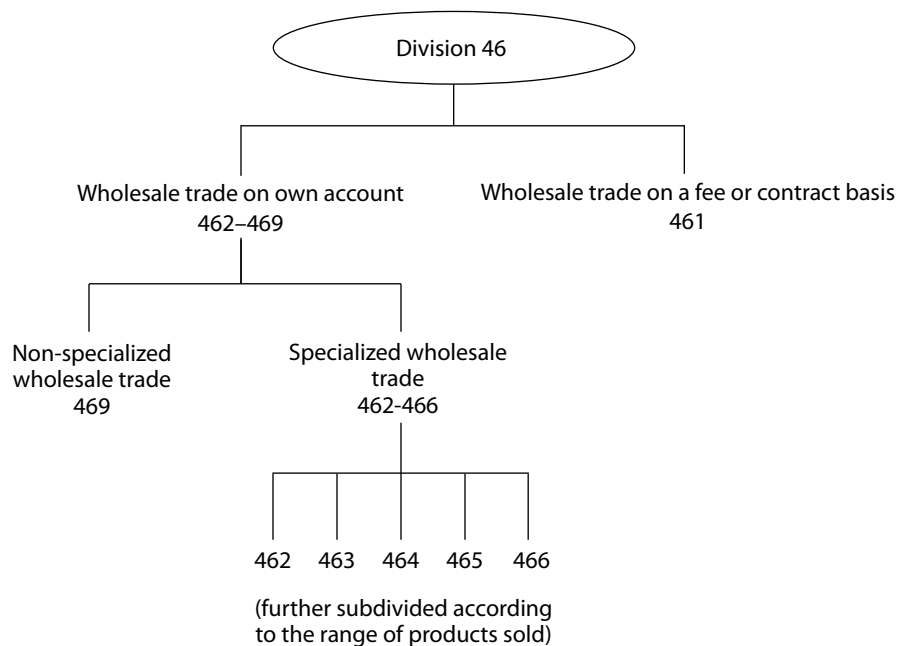 Division 46
Wholesale trade on own account
462–469
Wholesale trade on a fee or contract basis
461
Non-specialized
wholesale trade
469
Specialized wholesale
trade
462-466
462 463 464 465 466
(further subdivided according
to the range of products sold)